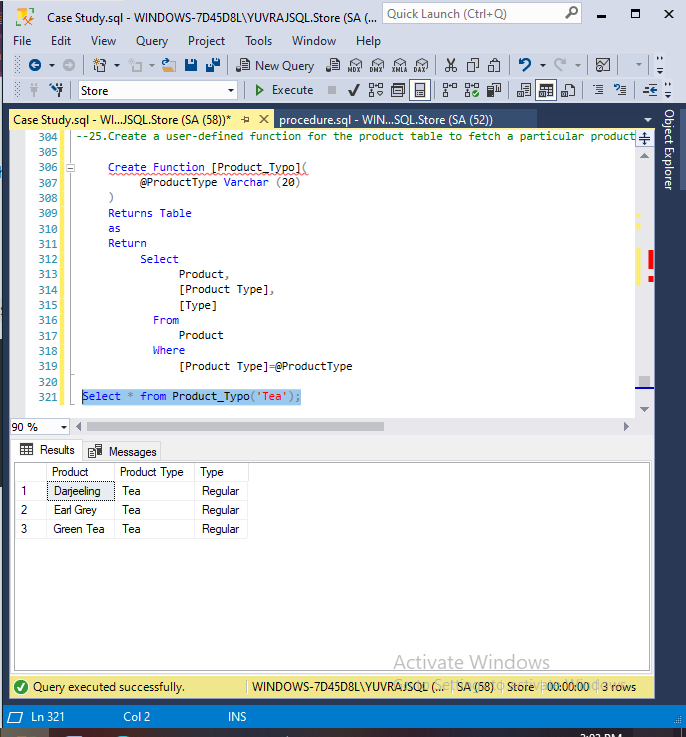 Case Study.sql - WINDOWS-7D45D8L\YUVRAJSQL.Store (SA (...
Quick Launch (Ctrl+Q)
File Edit View Query Project Tools Window Help
New Query MDX DMX XMLA DAX
Store Execute
Case Study.sql - WI...JSQL.Store (SA (58))* procedure.sql - WIN...SQL.Store (SA (52))
Object Explorer
304 --25.Create a user-defined function for the product table to fetch a particular product
305
306 Create Function [Product_Typo](
307 @ProductType Varchar (20)
308 )
309 Returns Table
310 as
311 Return
312 Select
313 Product,
314 [Product Type],
315 [Type]
316 From
317 Product
318 Where
319 [Product Type]=@ProductType
320
321 Select * from Product_Typo('Tea');
90 %
Results Messages
Product Product Type Type
1 Darjeeling Tea Regular
2 Earl Grey Tea Regular
3 Green Tea Tea Regular
Activate Windows
Query executed successfully. WINDOWS-7D45D8L\YUVRAJSQL (... SA (58) Store 00:00:00 3 rows
Ln 321 Col 2 INS